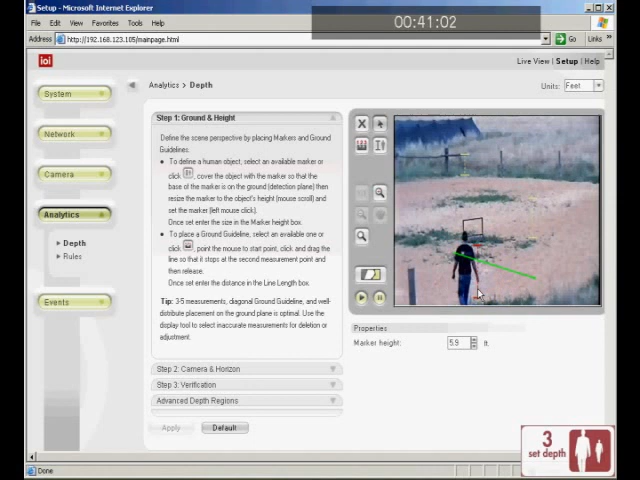 Setup - Microsoft Internet Explorer
00:41:02
File Edit View Favorites Tools Help
Address http://192.168.123.105/mainpage.html Go Links »
ioi
Live View | Setup | Help
Analytics > Depth
Units: Feet
System
Network
Camera
Analytics
Depth
Rules
Events
Step 1: Ground & Height
Define the scene perspective by placing Markers and Ground
Guidelines.
To define a human object, select an available marker or
click , cover the object with the marker so that the
base of the marker is on the ground (detection plane) then
resize the marker to the object's height (mouse scroll) and
set the marker (left mouse click).
Once set enter the size in the Marker height box.
To place a Ground Guideline, select an available one or
click , point the mouse to start point, click and drag the
line so that it stops at the second measurement point and
then release.
Once set enter the distance in the Line Length box.
Tip: 3-5 measurements, diagonal Ground Guideline, and well-
distribute placement on the ground plane is optimal. Use the
display tool to select inaccurate measurements for deletion or
adjustment.
Step 2: Camera & Horizon
Step 3: Verification
Advanced Depth Regions
Apply Default
Properties
Marker height: 5.9 ft.
3
set depth
Done